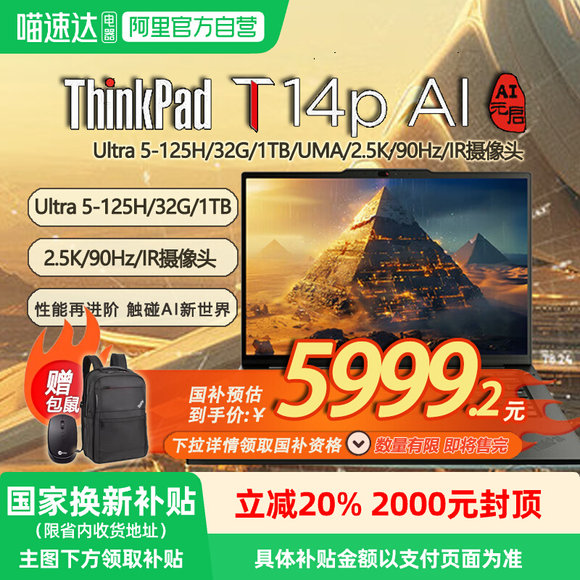 喵速达电器 阿里官方自营
ThinkPad T14p AI AI元启
Ultra 5-125H/32G/1TB/UMA/2.5K/90Hz/IR摄像头
Ultra 5-125H/32G/1TB
2.5K/90Hz/IR摄像头
性能再进阶 触碰AI新世界
赠
包鼠
国补预估
到手价:¥
5999.2元
下拉详情领取国补资格 数量有限 即将售完
国家换新补贴
(限省内收货地址)
主图下方领取补贴
立减20% 2000元封顶
具体补贴金额以支付页面为准